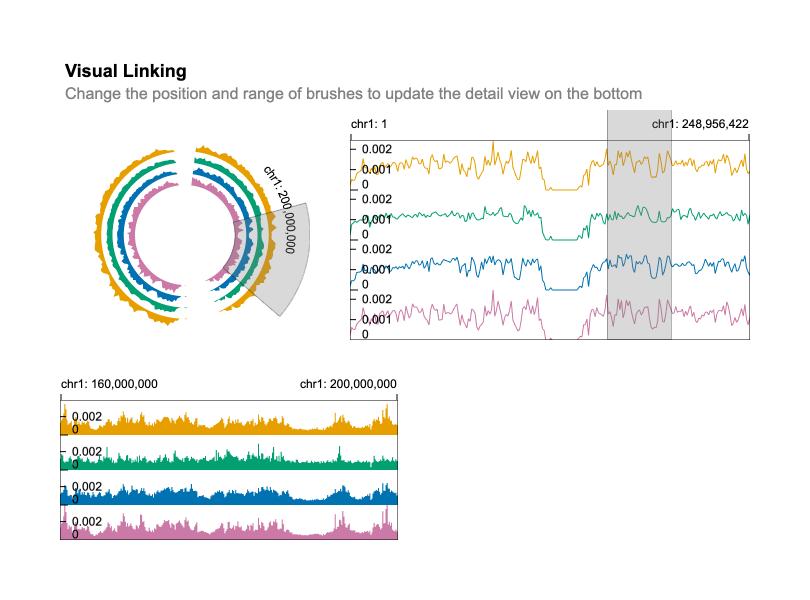 Visual Linking
Change the position and range of brushes to update the detail view on the bottom
chr1: 200,000,000
chr1: 1
chr1: 248,956,422
0.002
0.001
0
0.002
0.001
0
0.002
0.001
0
0.002
0.001
0
chr1: 160,000,000
chr1: 200,000,000
0.002
0
0.002
0
0.002
0
0.002
0